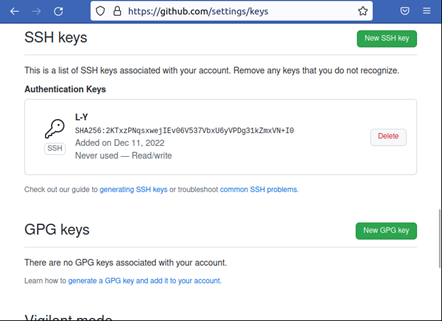 https://github.com/settings/keys
SSH keys
New SSH key
This is a list of SSH keys associated with your account. Remove any keys that you do not recognize.
Authentication Keys
L-Y
SHA256:2KTxzPNqsxwejIEv06V537VbxU6yVPDg31kZmxVN+I0
Added on Dec 11, 2022
Never used — Read/write
SSH
Delete
Check out our guide to generating SSH keys or troubleshoot common SSH problems.
GPG keys
New GPG key
There are no GPG keys associated with your account.
Learn how to generate a GPG key and add it to your account.
Vigilant mode